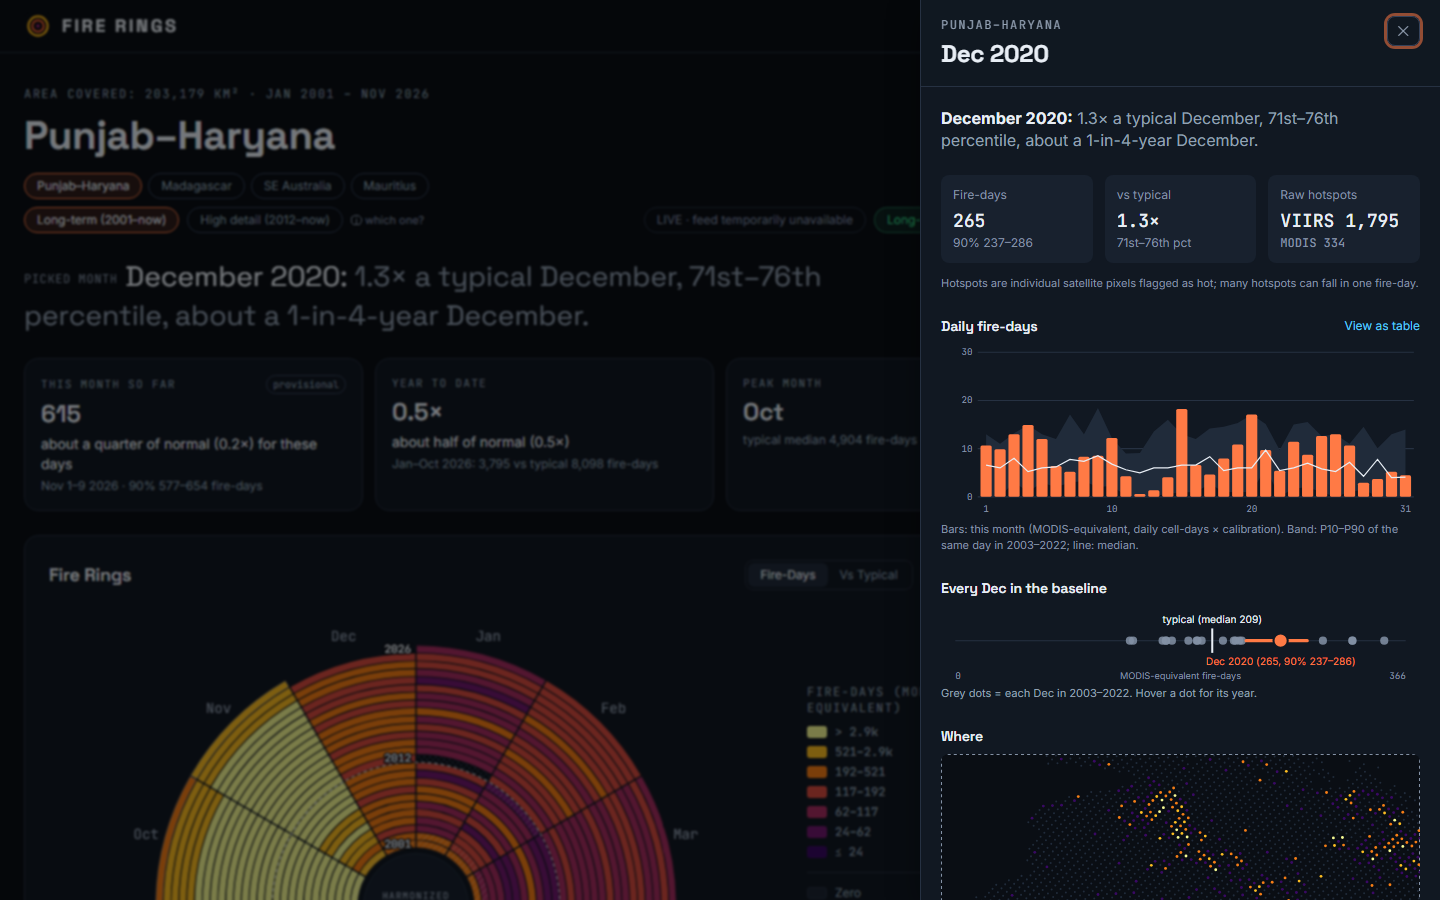 FIRE RINGS
AREA COVERED: 203,179 KM² · JAN 2001 – NOV 2026
Punjab–Haryana
Punjab–Haryana
Madagascar
SE Australia
Mauritius
Long-term (2001–now)
High detail (2012–now)
ⓘ which one?
LIVE · feed temporarily unavailable
Long-
PICKED MONTH December 2020: 1.3× a typical December, 71st–76th
percentile, about a 1-in-4-year December.
THIS MONTH SO FAR
provisional
615
about a quarter of normal (0.2×) for these
days
Nov 1–9 2026 · 90% 577–654 fire-days
YEAR TO DATE
0.5×
about half of normal (0.5×)
Jan–Oct 2026: 3,795 vs typical 8,098 fire-days
PEAK MONTH
Oct
typical median 4,904 fire-days
Fire Rings
Fire-Days
Vs Typical
Dec
Jan
Nov
Feb
Oct
Mar
2026
2012
2001
HARMONIZED
FIRE-DAYS (MO
EQUIVALENT)
> 2.9k
521–2.9k
192–521
117–192
62–117
24–62
≤ 24
Zero
PUNJAB–HARYANA
Dec 2020
December 2020: 1.3× a typical December, 71st–76th
percentile, about a 1-in-4-year December.
Fire-days
265
90% 237–286
vs typical
1.3×
71st–76th pct
Raw hotspots
VIIRS 1,795
MODIS 334
Hotspots are individual satellite pixels flagged as hot; many hotspots can fall in one fire-day.
Daily fire-days
View as table
30
20
10
0
1
10
20
31
Bars: this month (MODIS-equivalent, daily cell-days × calibration). Band: P10–P90 of the
same day in 2003–2022; line: median.
Every Dec in the baseline
typical (median 209)
Dec 2020 (265, 90% 237–286)
0
MODIS-equivalent fire-days
366
Grey dots = each Dec in 2003–2022. Hover a dot for its year.
Where